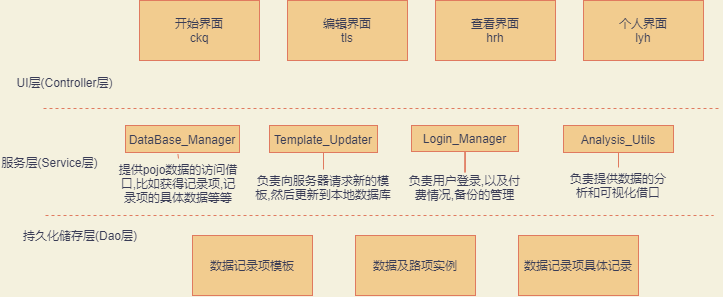 开始界面
ckq
编辑界面
tls
查看界面
hrh
个人界面
lyh
UI层(Controller层)
DataBase_Manager
Template_Updater
Login_Manager
Analysis_Utils
服务层(Service层)
提供pojo数据的访问借
口,比如获得记录项,记
录项的具体数据等等
负责向服务器请求新的模
板,然后更新到本地数据库
负责用户登录,以及付
费情况,备份的管理
负责提供数据的分
析和可视化借口
持久化储存层(Dao层)
数据记录项模板
数据及路项实例
数据记录项具体记录